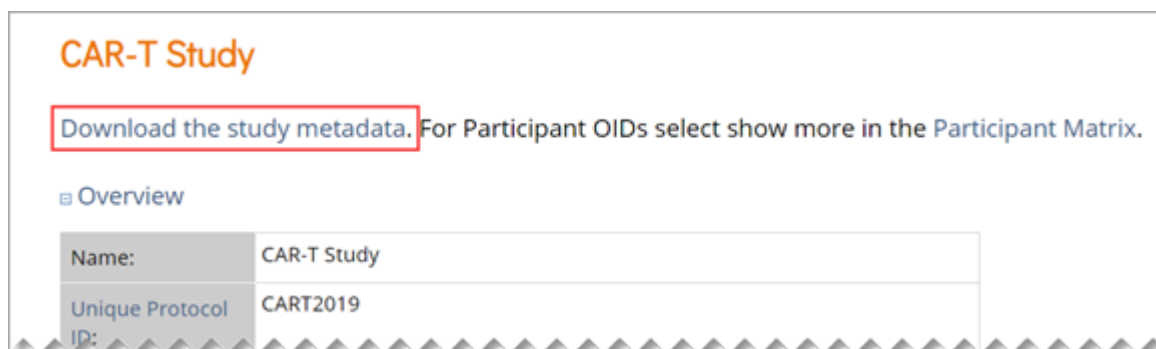 CAR-T Study
Download the study metadata. For Participant OIDs select show more in the Participant Matrix.
Overview
Name: CAR-T Study
Unique Protocol CART2019
ID: